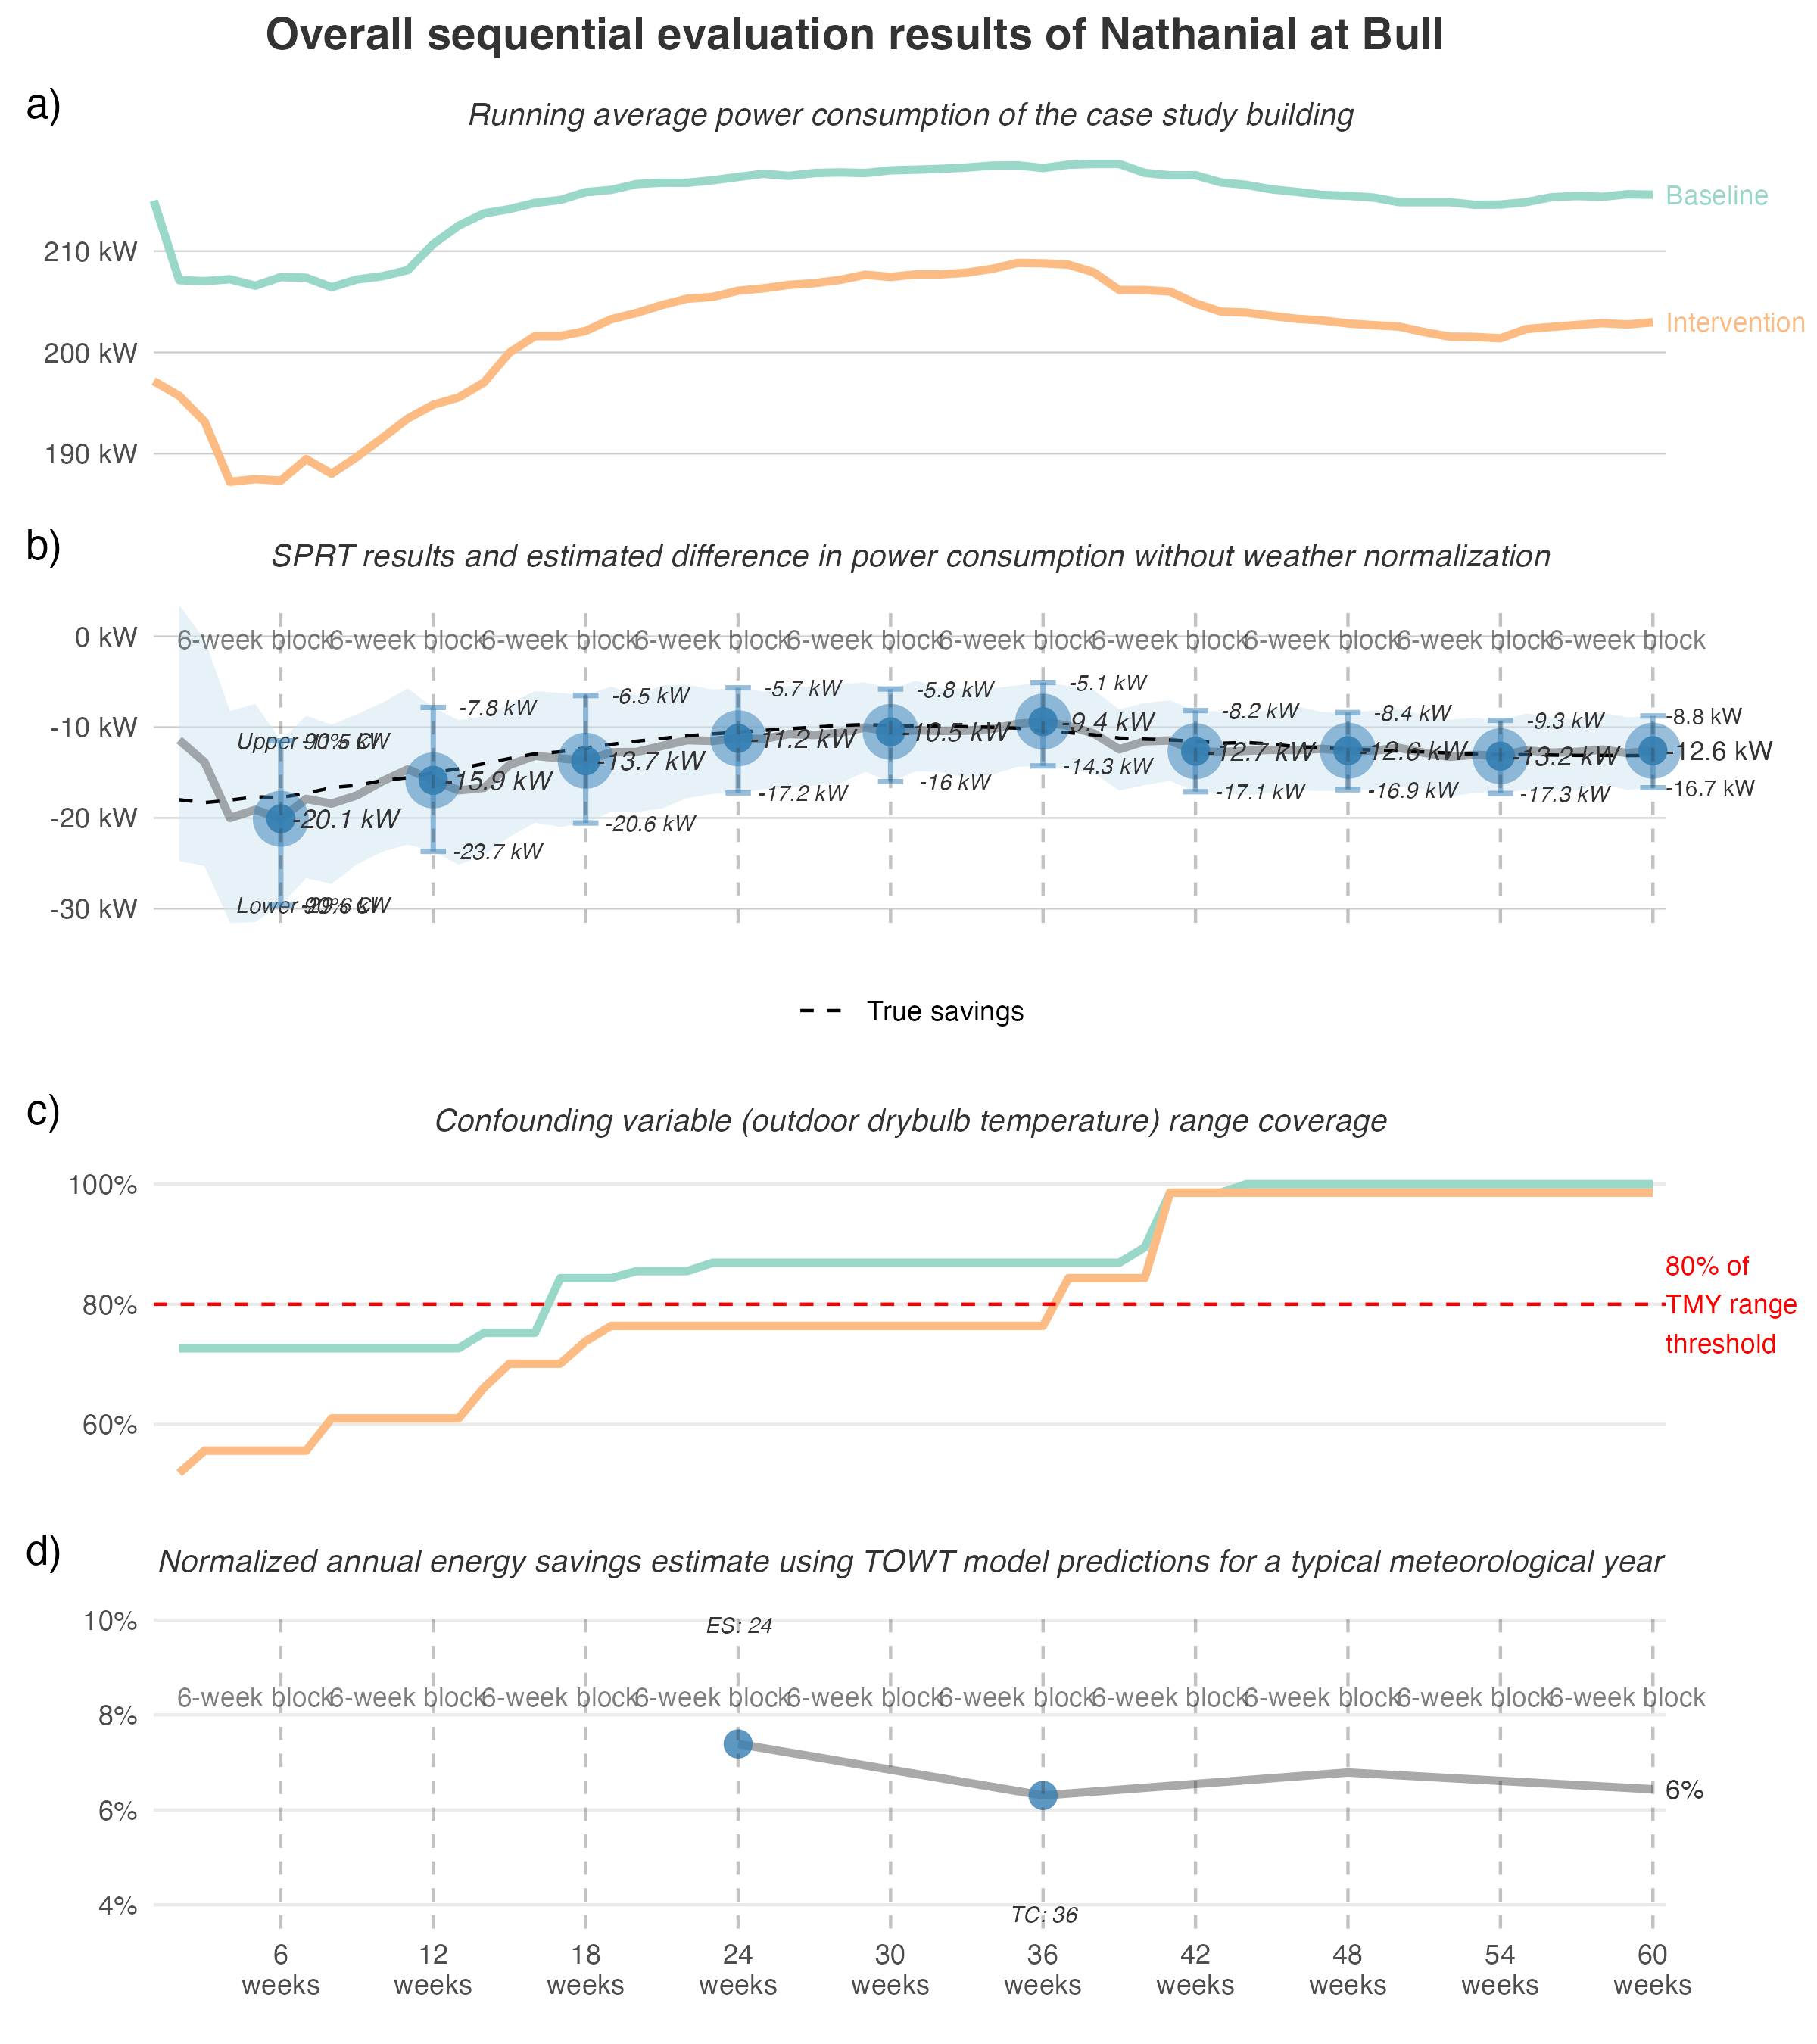 Overall sequential evaluation results of Nathanial at Bull
a)
Running average power consumption of the case study building
210 kW
200 kW
190 kW
Baseline
Intervention
b)
SPRT results and estimated difference in power consumption without weather normalization
0 kW
-10 kW
-20 kW
-30 kW
6-week block 6-week block 6-week block 6-week block 6-week block 6-week block 6-week block 6-week block 6-week block 6-week block
Upper 90% CI
-10.5 kW
-20.1 kW
Lower 90% CI
-29.6 kW
-7.8 kW
-15.9 kW
-23.7 kW
-6.5 kW
-13.7 kW
-20.6 kW
-5.7 kW
-11.2 kW
-17.2 kW
-5.8 kW
-10.5 kW
-16 kW
-5.1 kW
-9.4 kW
-14.3 kW
-8.2 kW
-12.7 kW
-17.1 kW
-8.4 kW
-12.6 kW
-16.9 kW
-9.3 kW
-13.2 kW
-17.3 kW
-8.8 kW
-12.6 kW
-16.7 kW
True savings
c)
Confounding variable (outdoor drybulb temperature) range coverage
100%
80%
60%
80% of
TMY range
threshold
d)
Normalized annual energy savings estimate using TOWT model predictions for a typical meteorological year
10%
8%
6%
4%
ES: 24
6-week block 6-week block 6-week block 6-week block 6-week block 6-week block 6-week block 6-week block 6-week block 6-week block
6%
TC: 36
6 12 18 24 30 36 42 48 54 60
weeks weeks weeks weeks weeks weeks weeks weeks weeks weeks